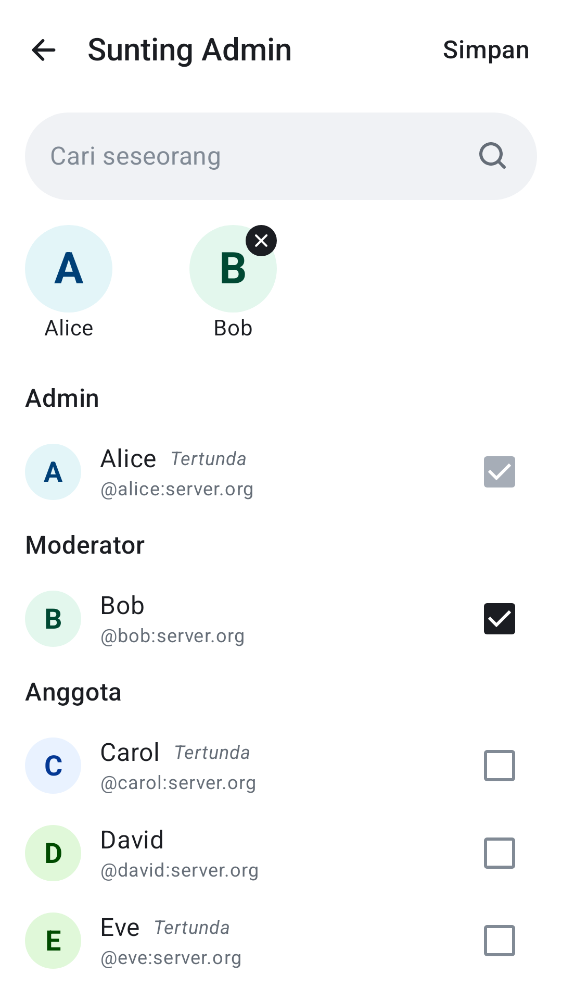 Sunting Admin
Simpan
Cari seseorang
A
B
Alice
Bob
Admin
A
Alice Tertunda
@alice:server.org
Moderator
B
Bob
@bob:server.org
Anggota
C
Carol Tertunda
@carol:server.org
D
David
@david:server.org
E
Eve Tertunda
@eve:server.org